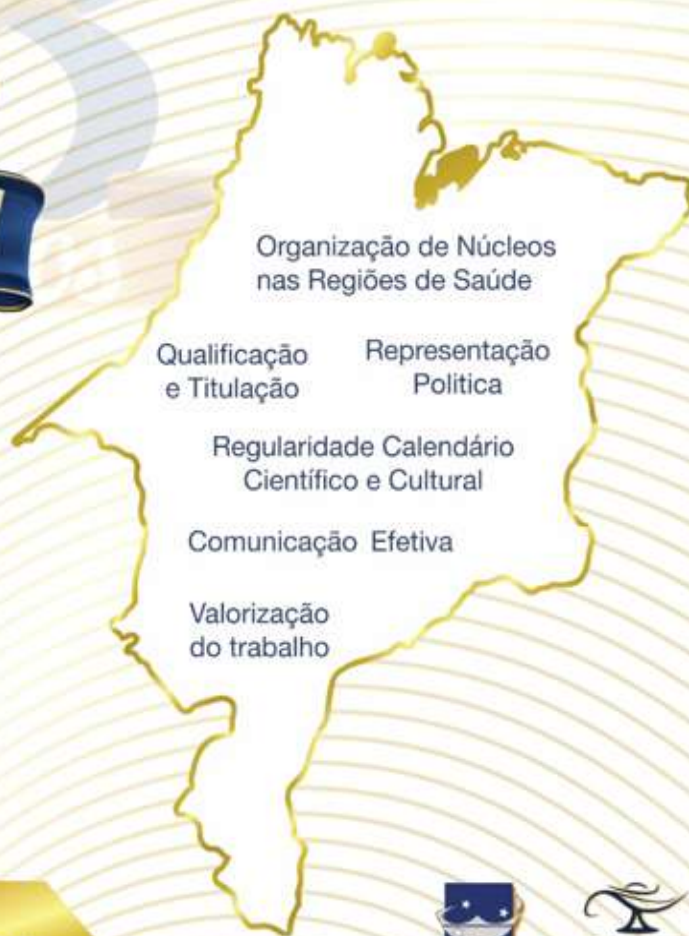 Organização de Núcleos
nas Regiões de Saúde
Qualificação
e Titulação
Representação
Politica
Regularidade Calendário
Científico e Cultural
Comunicação Efetiva
Valorização
do trabalho